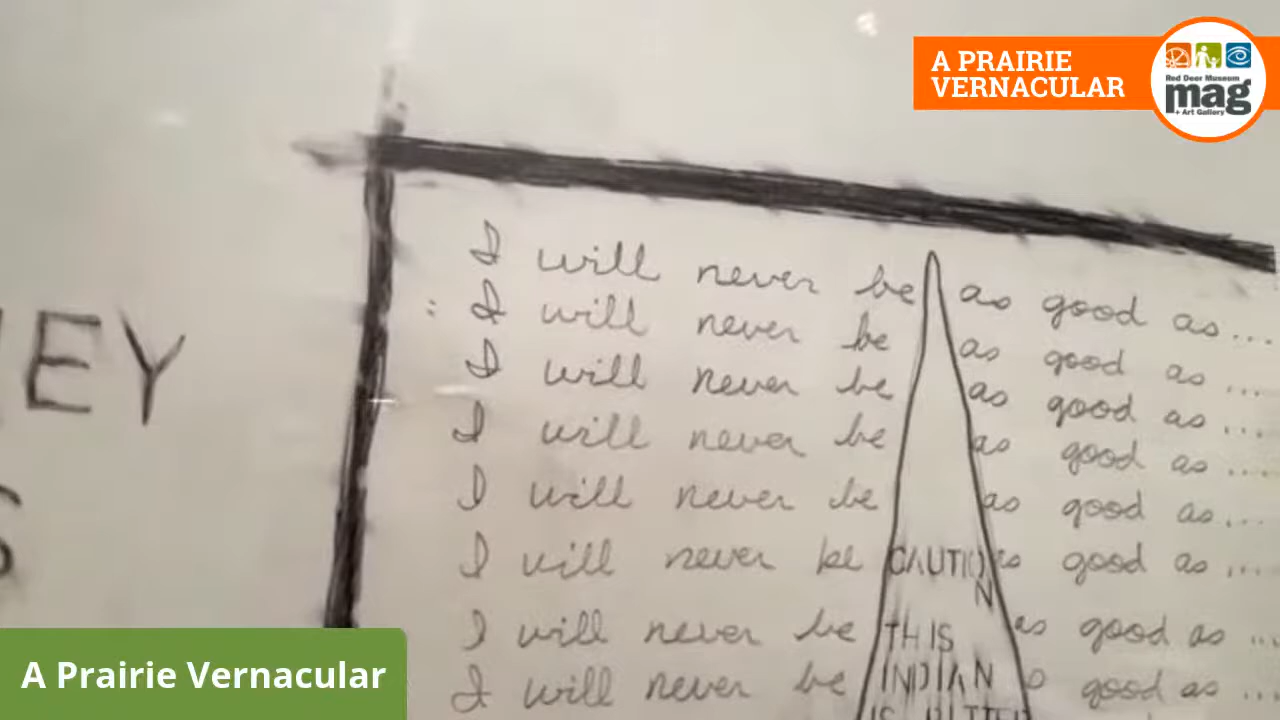 A PRAIRIE
VERNACULAR
Red Deer Museum
mag
+ Art Gallery
EY
I will never be as good as...
: I will never be as good as ...
I will never be as good as ...
I will never be as good as ....
I will never be as good as....
I will never be as good as ...
I will never be as good as ...
I will never be as good as ...
CAUTION
THIS
INDIAN
IS
A Prairie Vernacular